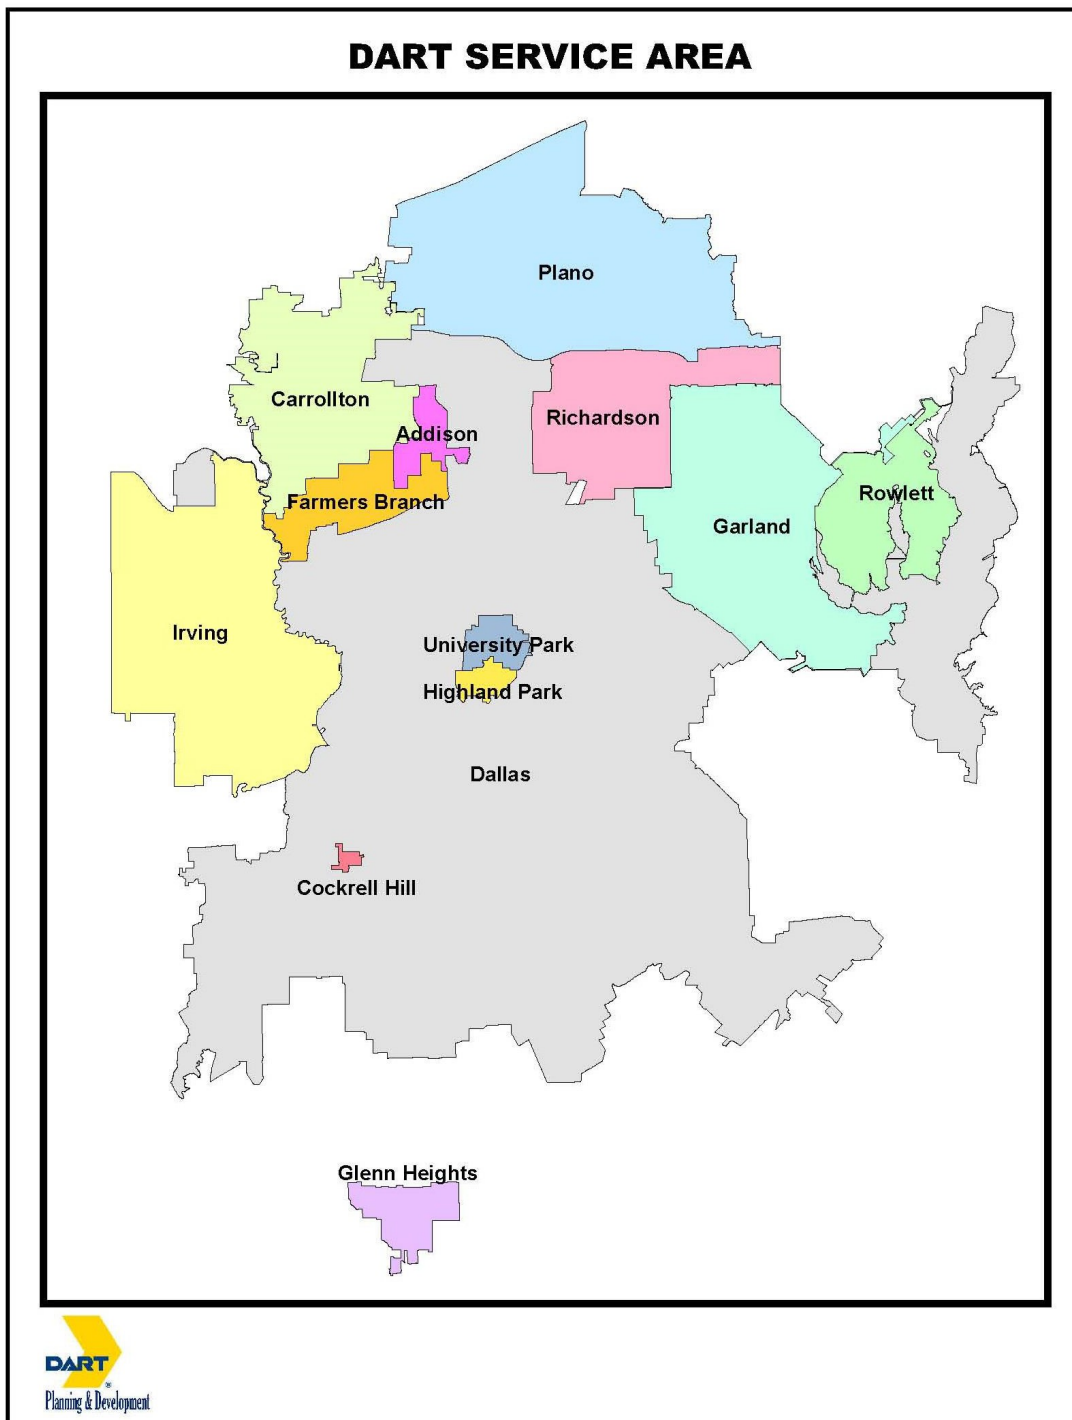 DART SERVICE AREA
Plano
Carrollton
Richardson
Addison
Rowlett
Farmers Branch
Garland
Irving
University Park
Highland Park
Dallas
Cockrell Hill
Glenn Heights
DART
®
Planning & Development